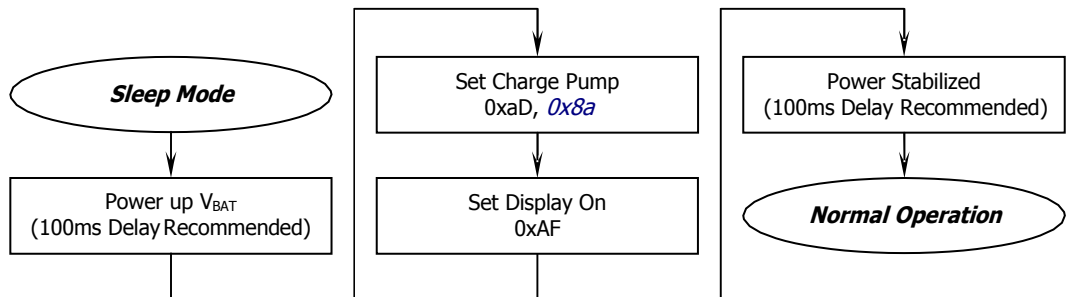 Sleep Mode
Power up VBAT
(100ms Delay Recommended)
Set Charge Pump
0xaD, 0x8a
Set Display On
0xAF
Power Stabilized
(100ms Delay Recommended)
Normal Operation